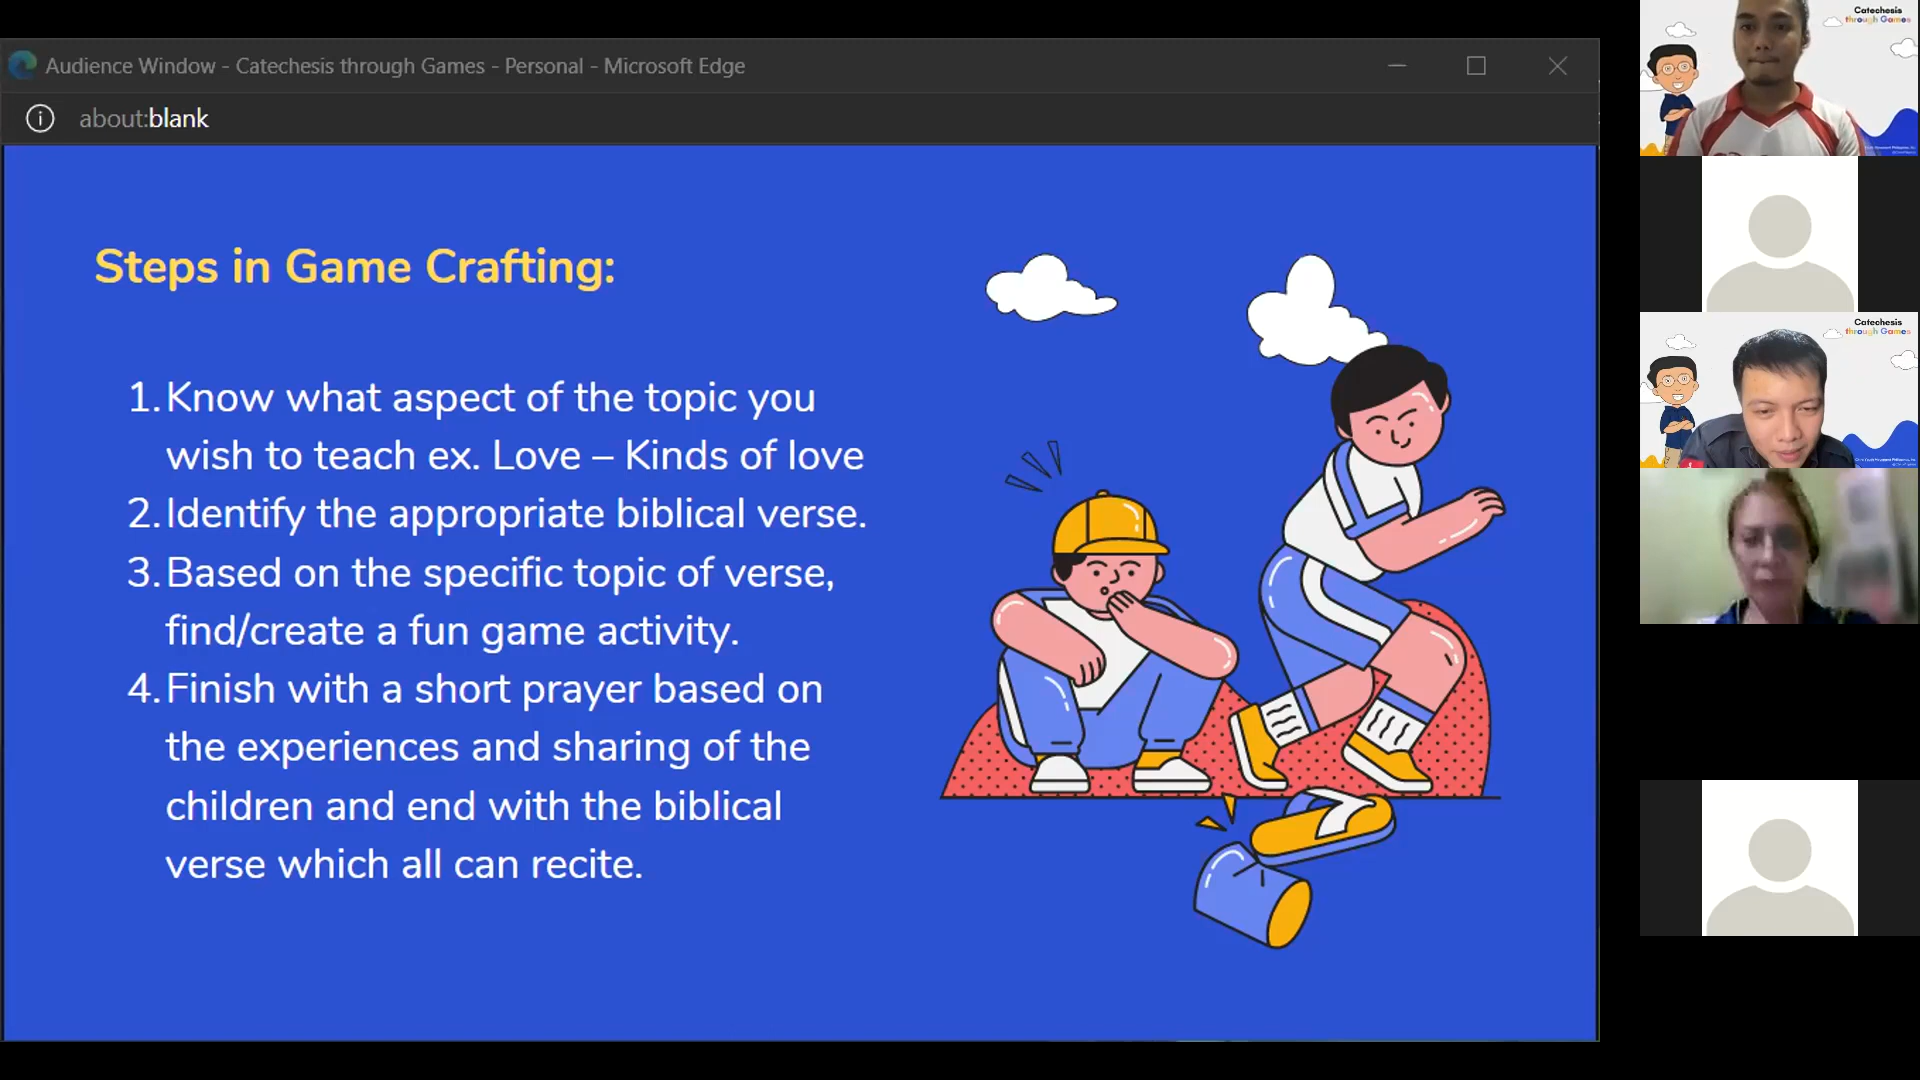 Audience Window - Catechesis through Games - Personal - Microsoft Edge
about:blank
Steps in Game Crafting:
1. Know what aspect of the topic you
wish to teach ex. Love – Kinds of love
2. Identify the appropriate biblical verse.
3. Based on the specific topic of verse,
find/create a fun game activity.
4. Finish with a short prayer based on
the experiences and sharing of the
children and end with the biblical
verse which all can recite.
Catechesis
through Games
Catechesis
through Games